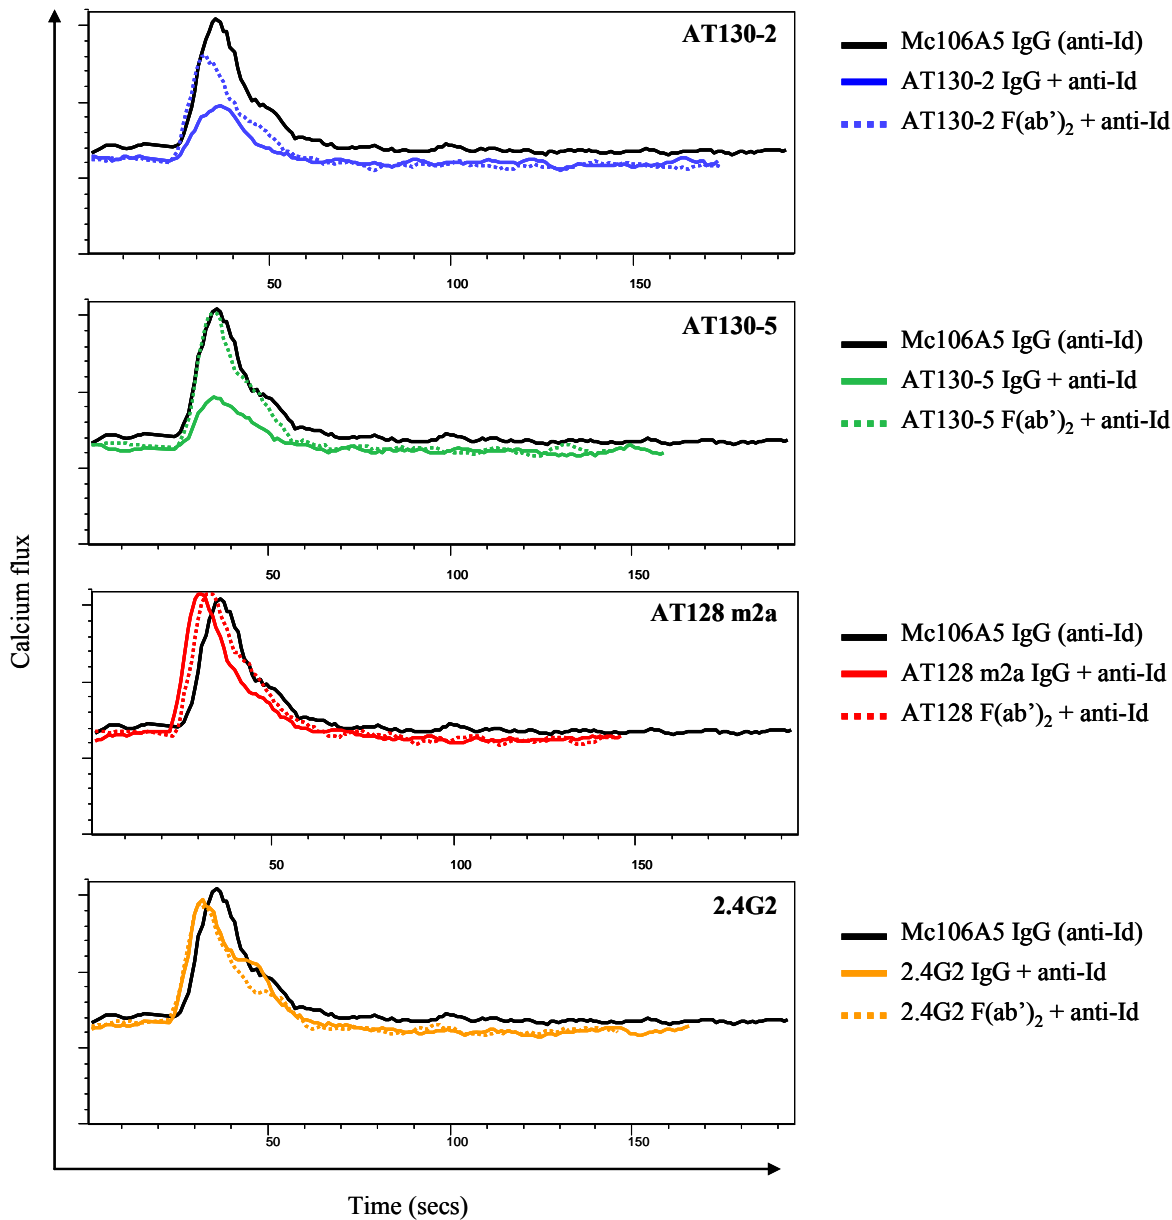 AT130-2
Mc106A5 IgG (anti-Id)
AT130-2 IgG + anti-Id
AT130-2 F(ab’)2 + anti-Id
50
100
150
AT130-5
Mc106A5 IgG (anti-Id)
AT130-5 IgG + anti-Id
AT130-5 F(ab’)2 + anti-Id
50
100
150
Calcium flux
AT128 m2a
Mc106A5 IgG (anti-Id)
AT128 m2a IgG + anti-Id
AT128 F(ab’)2 + anti-Id
50
100
150
2.4G2
Mc106A5 IgG (anti-Id)
2.4G2 IgG + anti-Id
2.4G2 F(ab’)2 + anti-Id
50
100
150
Time (secs)